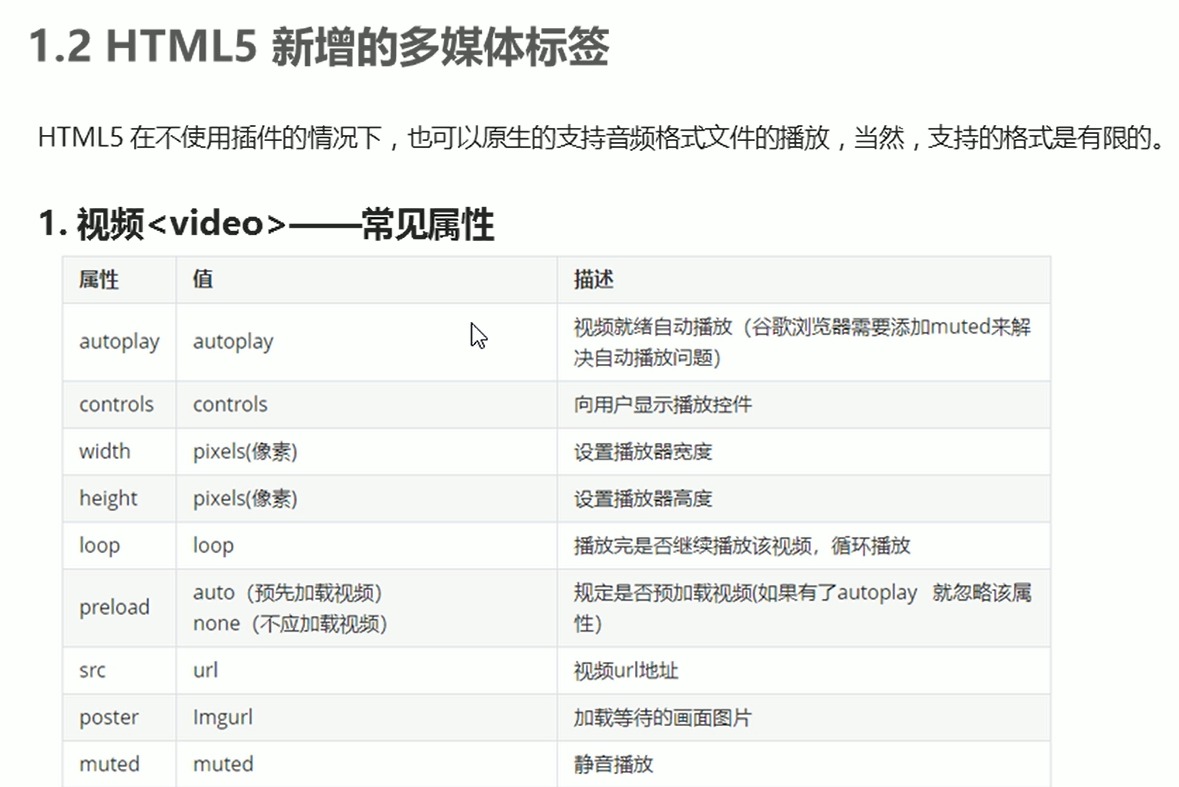 1.2 HTML5 新增的多媒体标签
HTML5 在不使用插件的情况下，也可以原生的支持音频格式文件的播放，当然，支持的格式是有限的。
1. 视频<video>——常见属性
属性 值 描述
autoplay autoplay 视频就绪自动播放（谷歌浏览器需要添加muted来解
决自动播放问题）
controls controls 向用户显示播放控件
width pixels(像素) 设置播放器宽度
height pixels(像素) 设置播放器高度
loop loop 播放完是否继续播放该视频，循环播放
preload auto（预先加载视频） 规定是否预加载视频(如果有了autoplay 就忽略该属
none（不应加载视频） 性)
src url 视频url地址
poster Imgurl 加载等待的画面图片
muted muted 静音播放